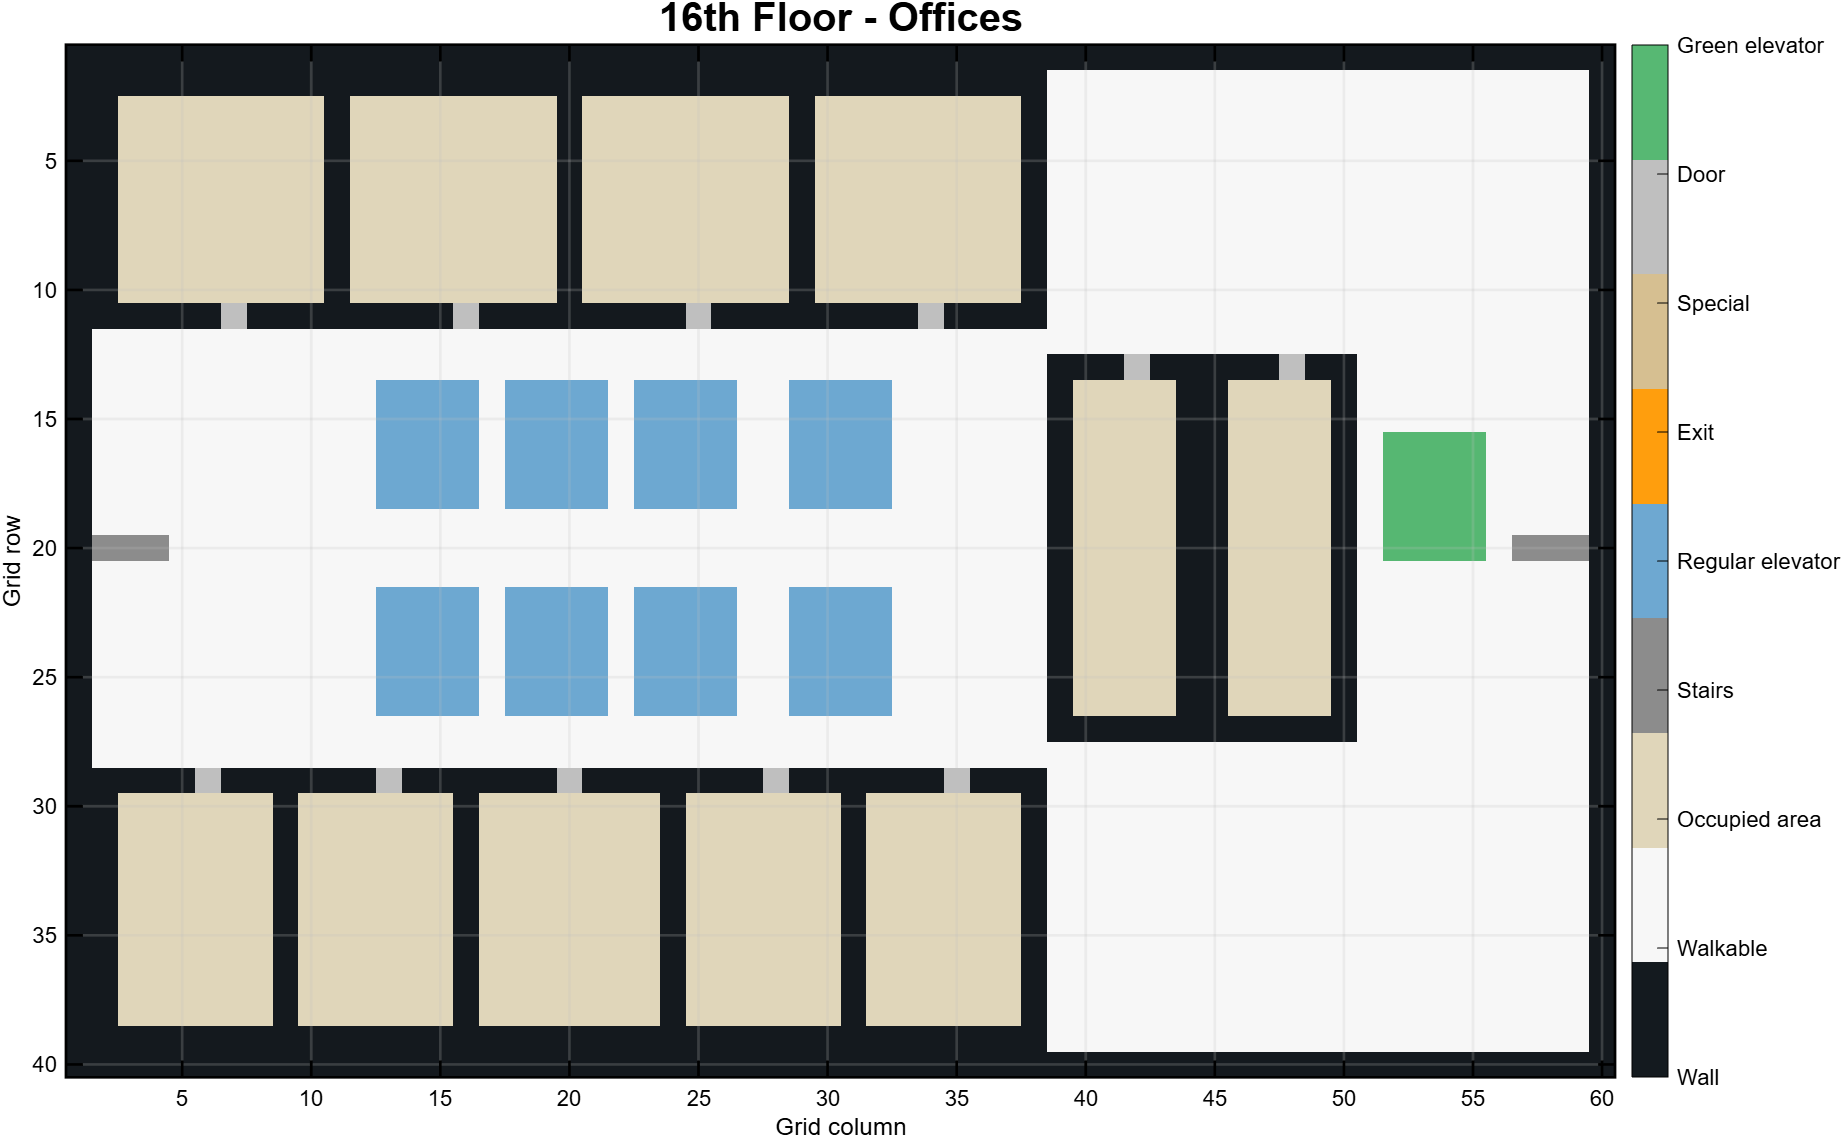 16th Floor - Offices
Green elevator
Door
Special
Exit
Regular elevator
Stairs
Occupied area
Walkable
Wall
Grid row
5
10
15
20
25
30
35
40
5 10 15 20 25 30 35 40 45 50 55 60
Grid column